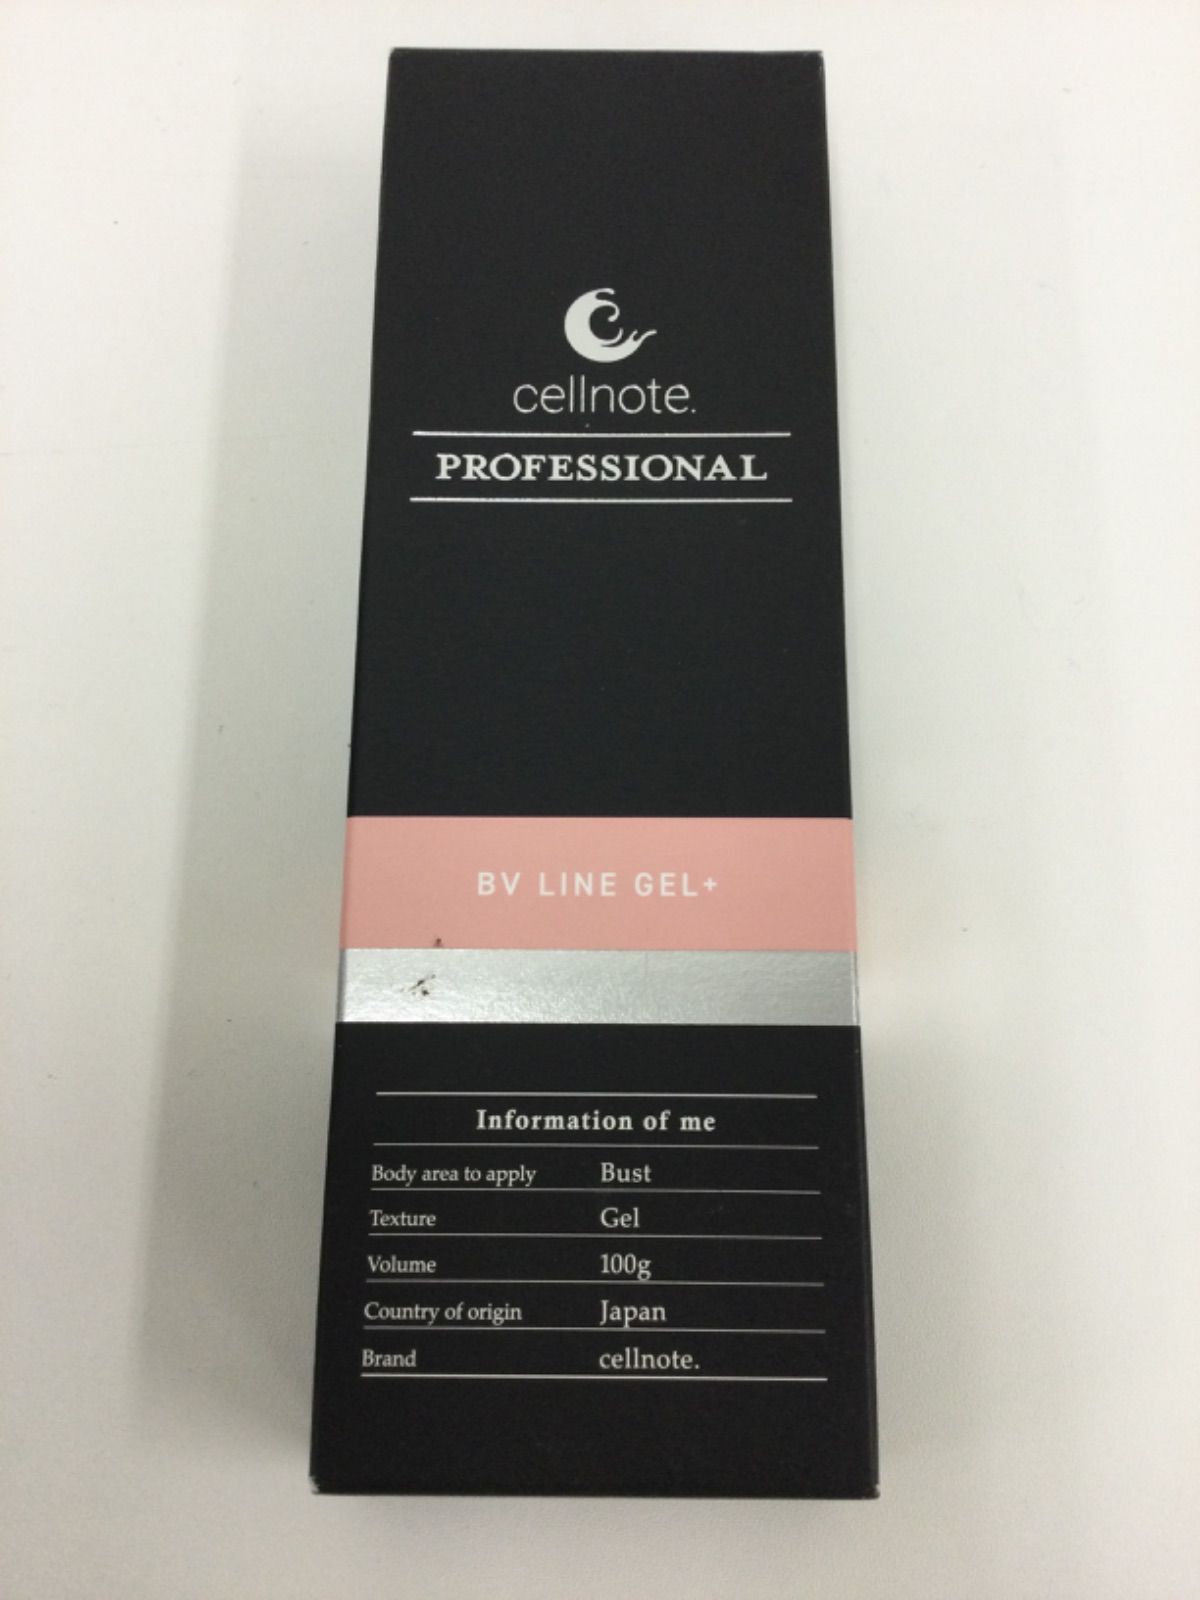 cellnote.
PROFESSIONAL
BV LINE GEL+
Information of me
Body area to apply Bust
Texture Gel
Volume 100g
Country of origin Japan
Brand cellnote.